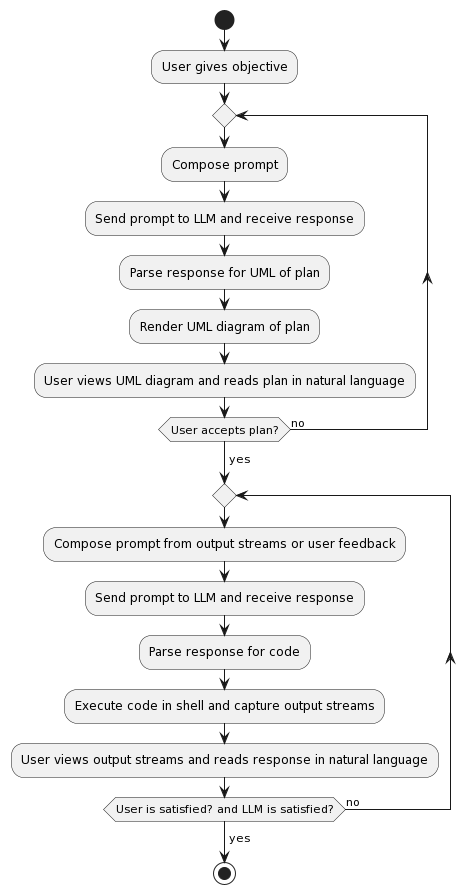 User gives objective
Compose prompt
Send prompt to LLM and receive response
Parse response for UML of plan
Render UML diagram of plan
User views UML diagram and reads plan in natural language
User accepts plan?
no
yes
Compose prompt from output streams or user feedback
Send prompt to LLM and receive response
Parse response for code
Execute code in shell and capture output streams
User views output streams and reads response in natural language
User is satisfied? and LLM is satisfied?
no
yes